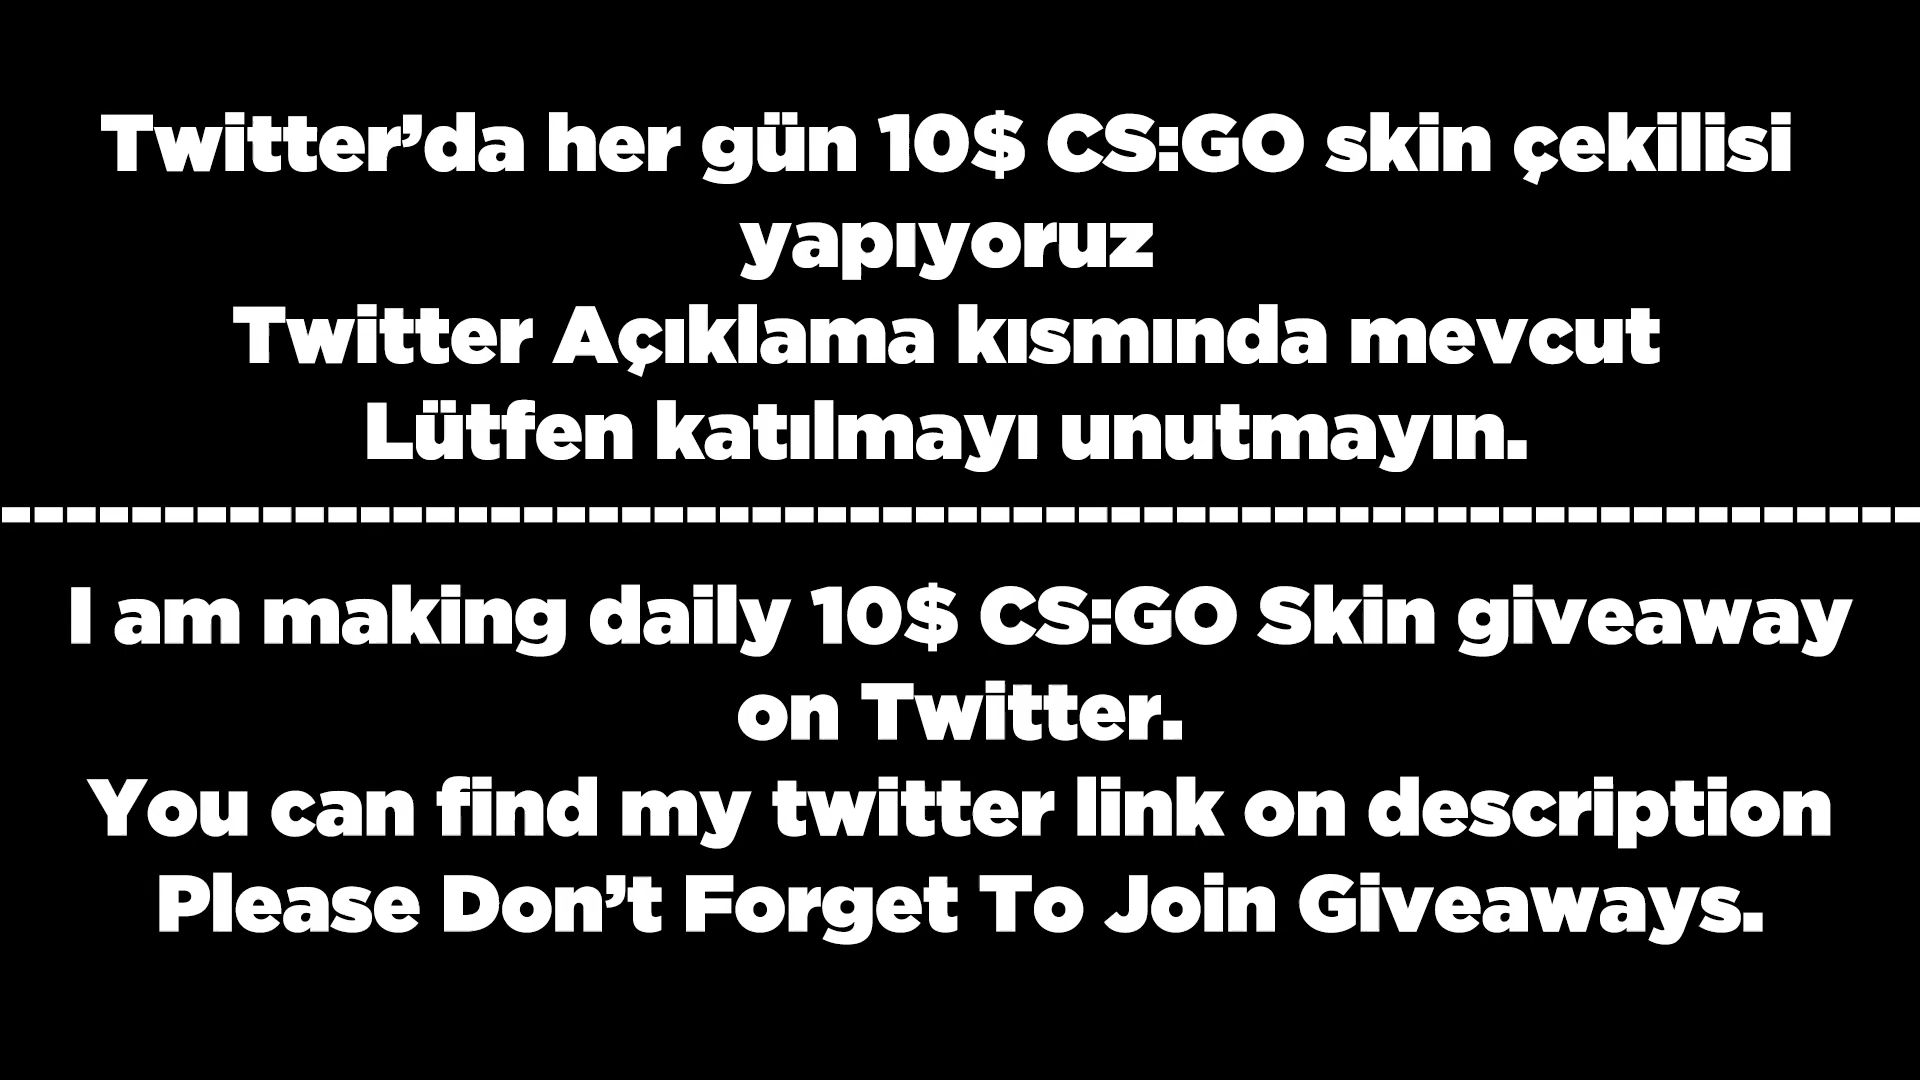 Twitter’da her gün 10$ CS:GO skin çekilisi
yapıyoruz
Twitter Açıklama kısmında mevcut
Lütfen katılmayı unutmayın.
I am making daily 10$ CS:GO Skin giveaway
on Twitter.
You can find my twitter link on description
Please Don’t Forget To Join Giveaways.